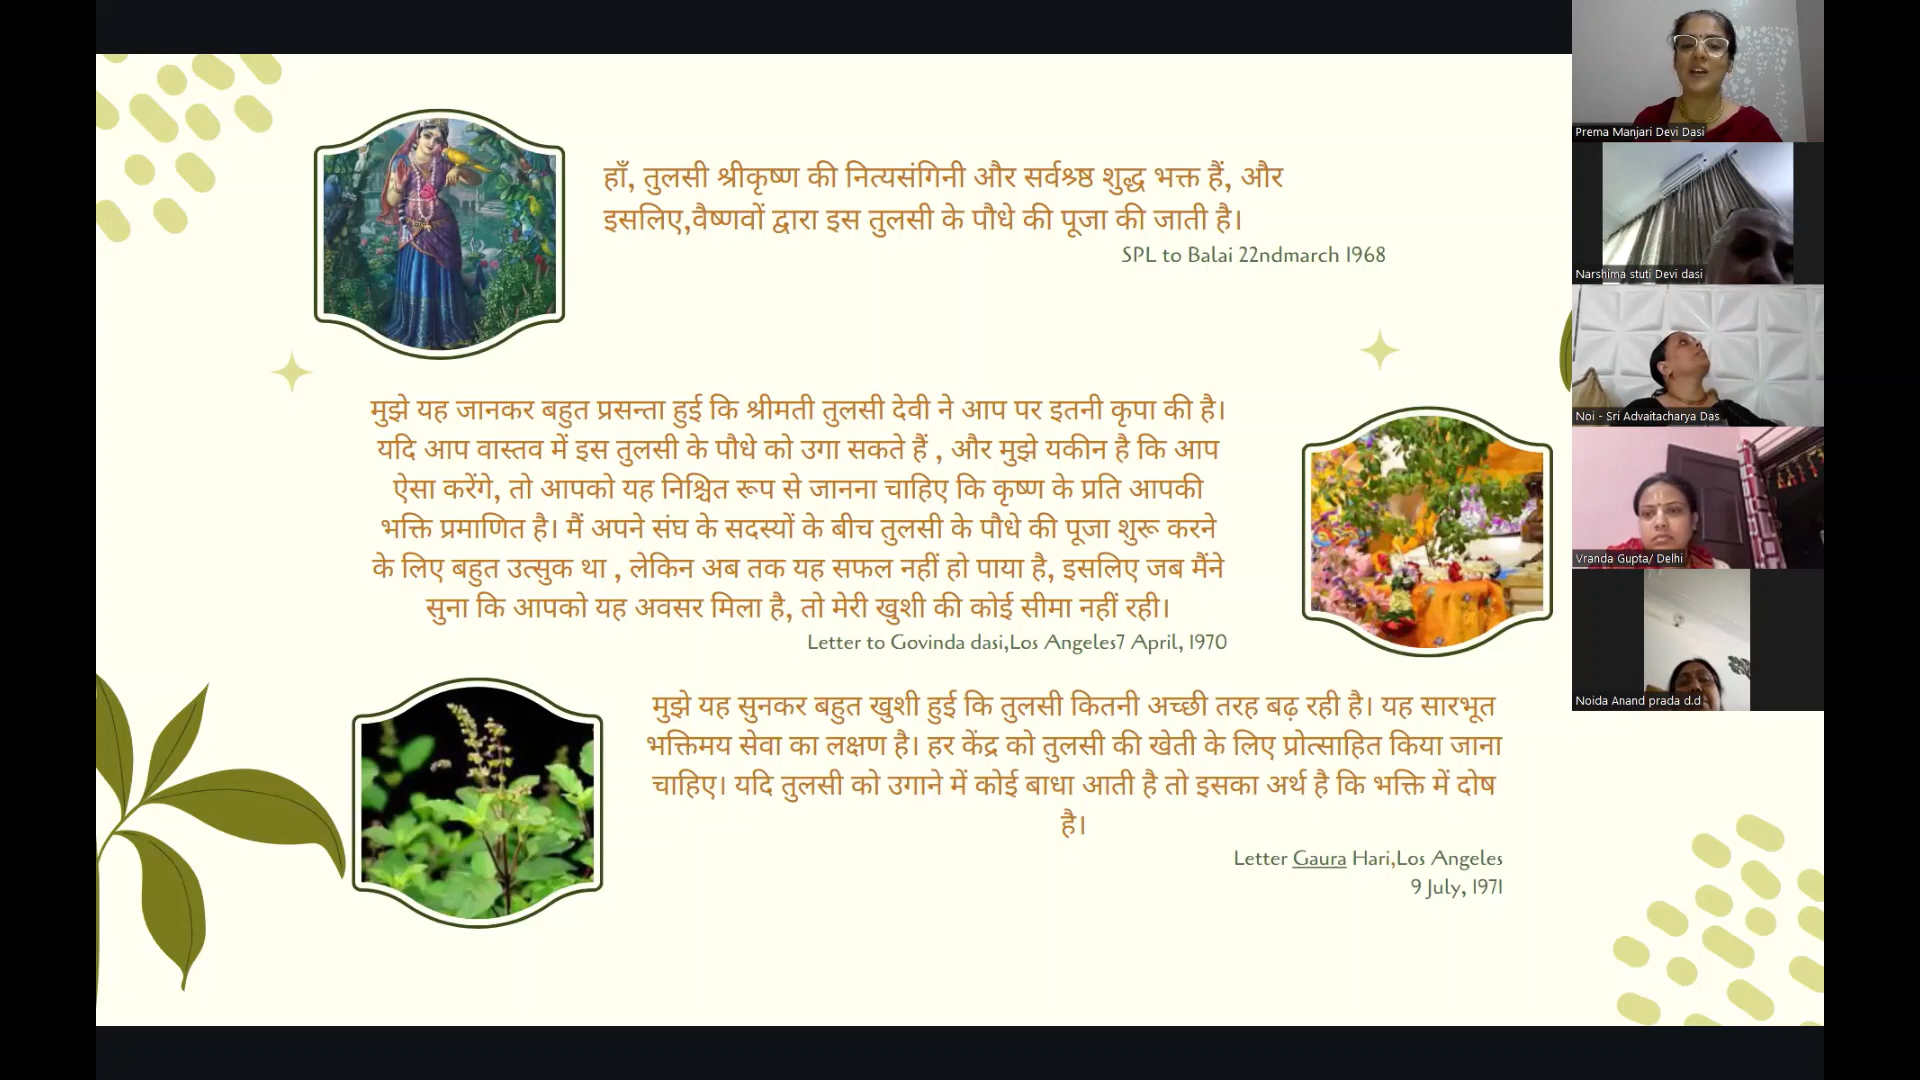 हाँ, तुलसी श्रीकृष्ण की नित्यसंगिनी और सर्वश्र्ष्ठ शुद्ध भक्त हैं, और
इसलिए,वैष्णवों द्वारा इस तुलसी के पौधे की पूजा की जाती है।
SPL to Balai 22ndmarch 1968
मुझे यह जानकर बहुत प्रसन्ता हुई कि श्रीमती तुलसी देवी ने आप पर इतनी कृपा की है।
यदि आप वास्तव में इस तुलसी के पौधे को उगा सकते हैं , और मुझे यकीन है कि आप
ऐसा करेंगे, तो आपको यह निश्चित रूप से जानना चाहिए कि कृष्ण के प्रति आपकी
भक्ति प्रमाणित है। मैं अपने संघ के सदस्यों के बीच तुलसी के पौधे की पूजा शुरू करने
के लिए बहुत उत्सुक था , लेकिन अब तक यह सफल नहीं हो पाया है, इसलिए जब मैंने
सुना कि आपको यह अवसर मिला है, तो मेरी खुशी की कोई सीमा नहीं रही।
Letter to Govinda dasi,Los Angeles7 April, 1970
मुझे यह सुनकर बहुत खुशी हुई कि तुलसी कितनी अच्छी तरह बढ़ रही है। यह सारभूत
भक्तिमय सेवा का लक्षण है। हर केंद्र को तुलसी की खेती के लिए प्रोत्साहित किया जाना
चाहिए। यदि तुलसी को उगाने में कोई बाधा आती है तो इसका अर्थ है कि भक्ति में दोष
है।
Letter Gaura Hari,Los Angeles
9 July, 1971
Prema Manjari Devi Dasi
Narshima stuti Devi dasi
Noi - Sri Advaitacharya Das
Vranda Gupta/ Delhi
Noida Anand prada d.d